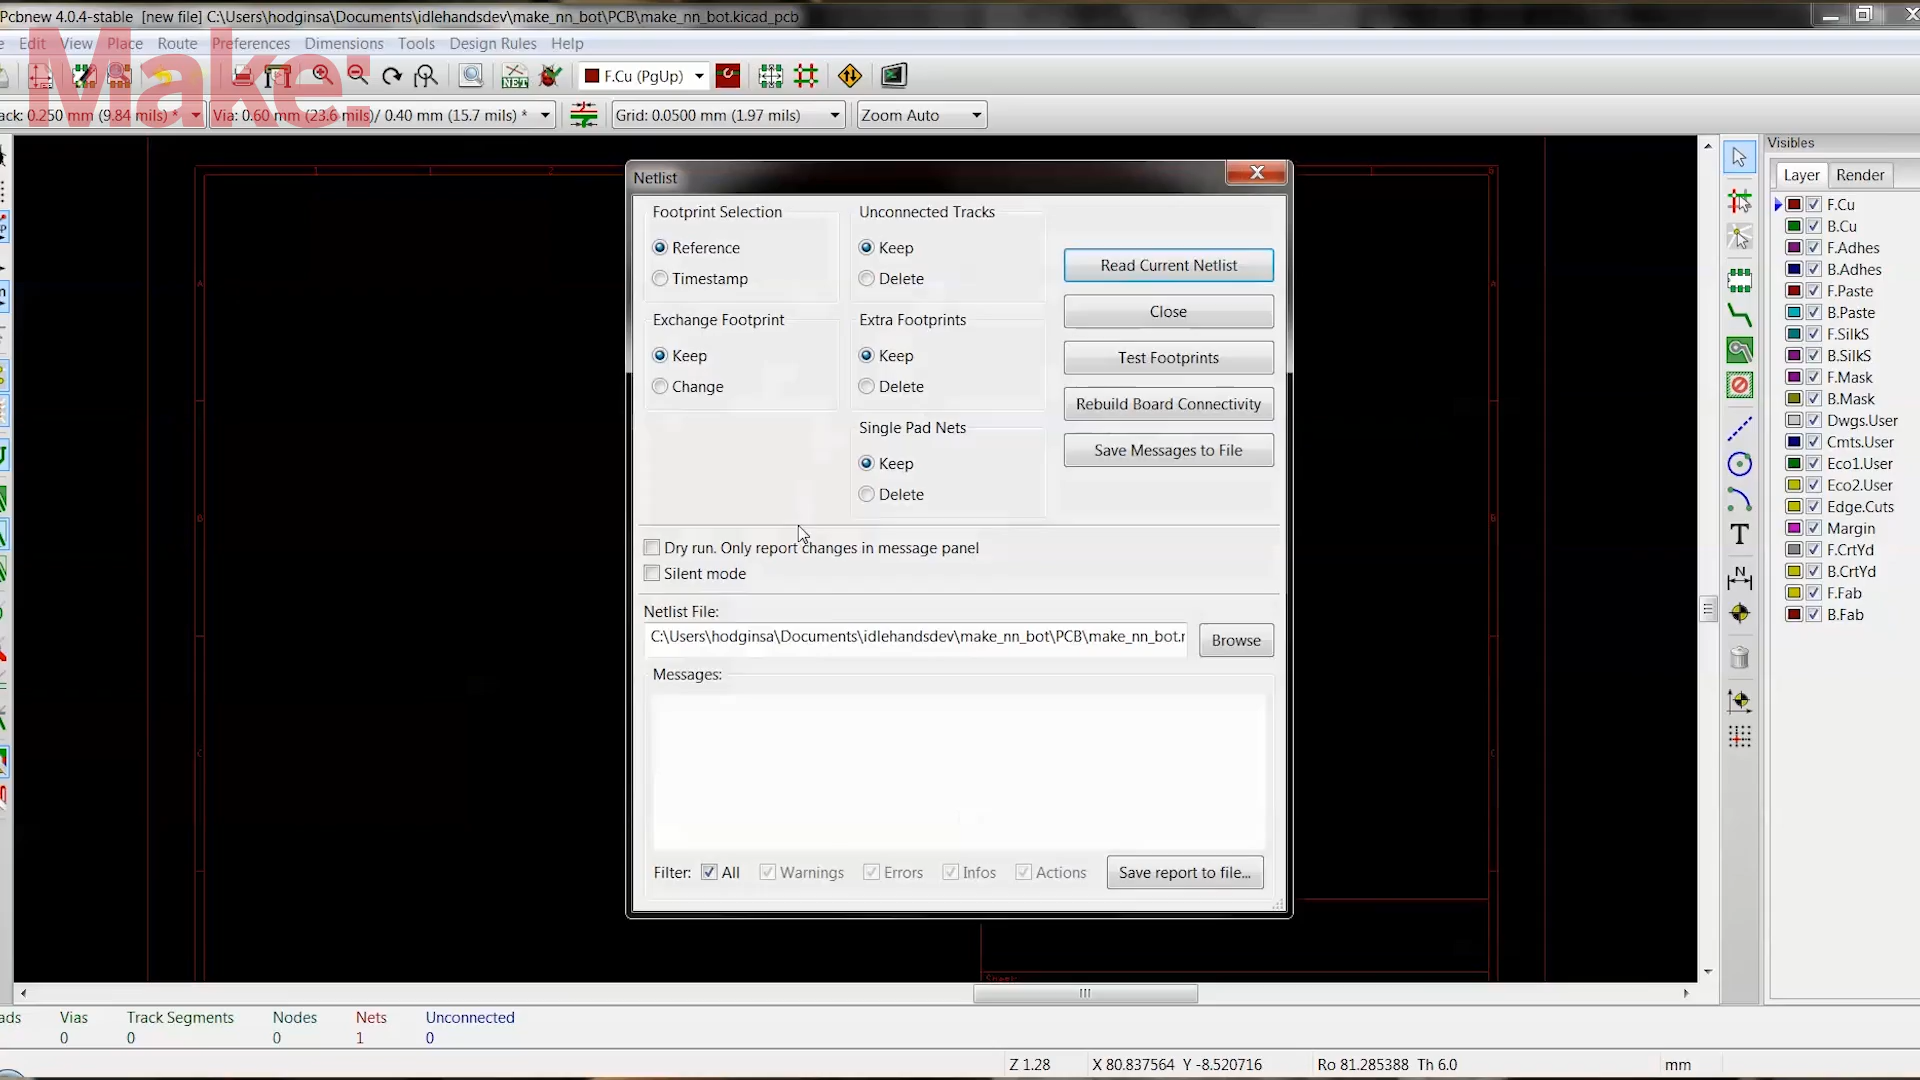 Pcbnew 4.0.4-stable [new file] C:\Users\hodginsa\Documents\idlehandsdev\make_nn_bot\PCB\make_nn_bot.kicad_pcb
Make:
Edit View Place Route Preferences Dimensions Tools Design Rules Help
NET F.Cu (PgUp)
ack: 0.250 mm (9.84 mils) * Via: 0.60 mm (23.6 mils)/ 0.40 mm (15.7 mils) * Grid: 0.0500 mm (1.97 mils) Zoom Auto
Netlist
Footprint Selection
Reference
Timestamp
Exchange Footprint
Keep
Change
Unconnected Tracks
Keep
Delete
Extra Footprints
Keep
Delete
Single Pad Nets
Keep
Delete
Read Current Netlist
Close
Test Footprints
Rebuild Board Connectivity
Save Messages to File
Dry run. Only report changes in message panel
Silent mode
Netlist File:
C:\Users\hodginsa\Documents\idlehandsdev\make_nn_bot\PCB\make_nn_bot.r
Browse
Messages:
Filter: All Warnings Errors Infos Actions Save report to file...
Visibles
Layer Render
F.Cu
B.Cu
F.Adhes
B.Adhes
F.Paste
B.Paste
F.SilkS
B.SilkS
F.Mask
B.Mask
Dwgs.User
Cmts.User
Eco1.User
Eco2.User
Edge.Cuts
Margin
F.CrtYd
B.CrtYd
F.Fab
B.Fab
T
N
ads Vias Track Segments Nodes Nets Unconnected
0 0 0 1 0
Z 1.28 X 80.837564 Y -8.520716 Ro 81.285388 Th 6.0 mm